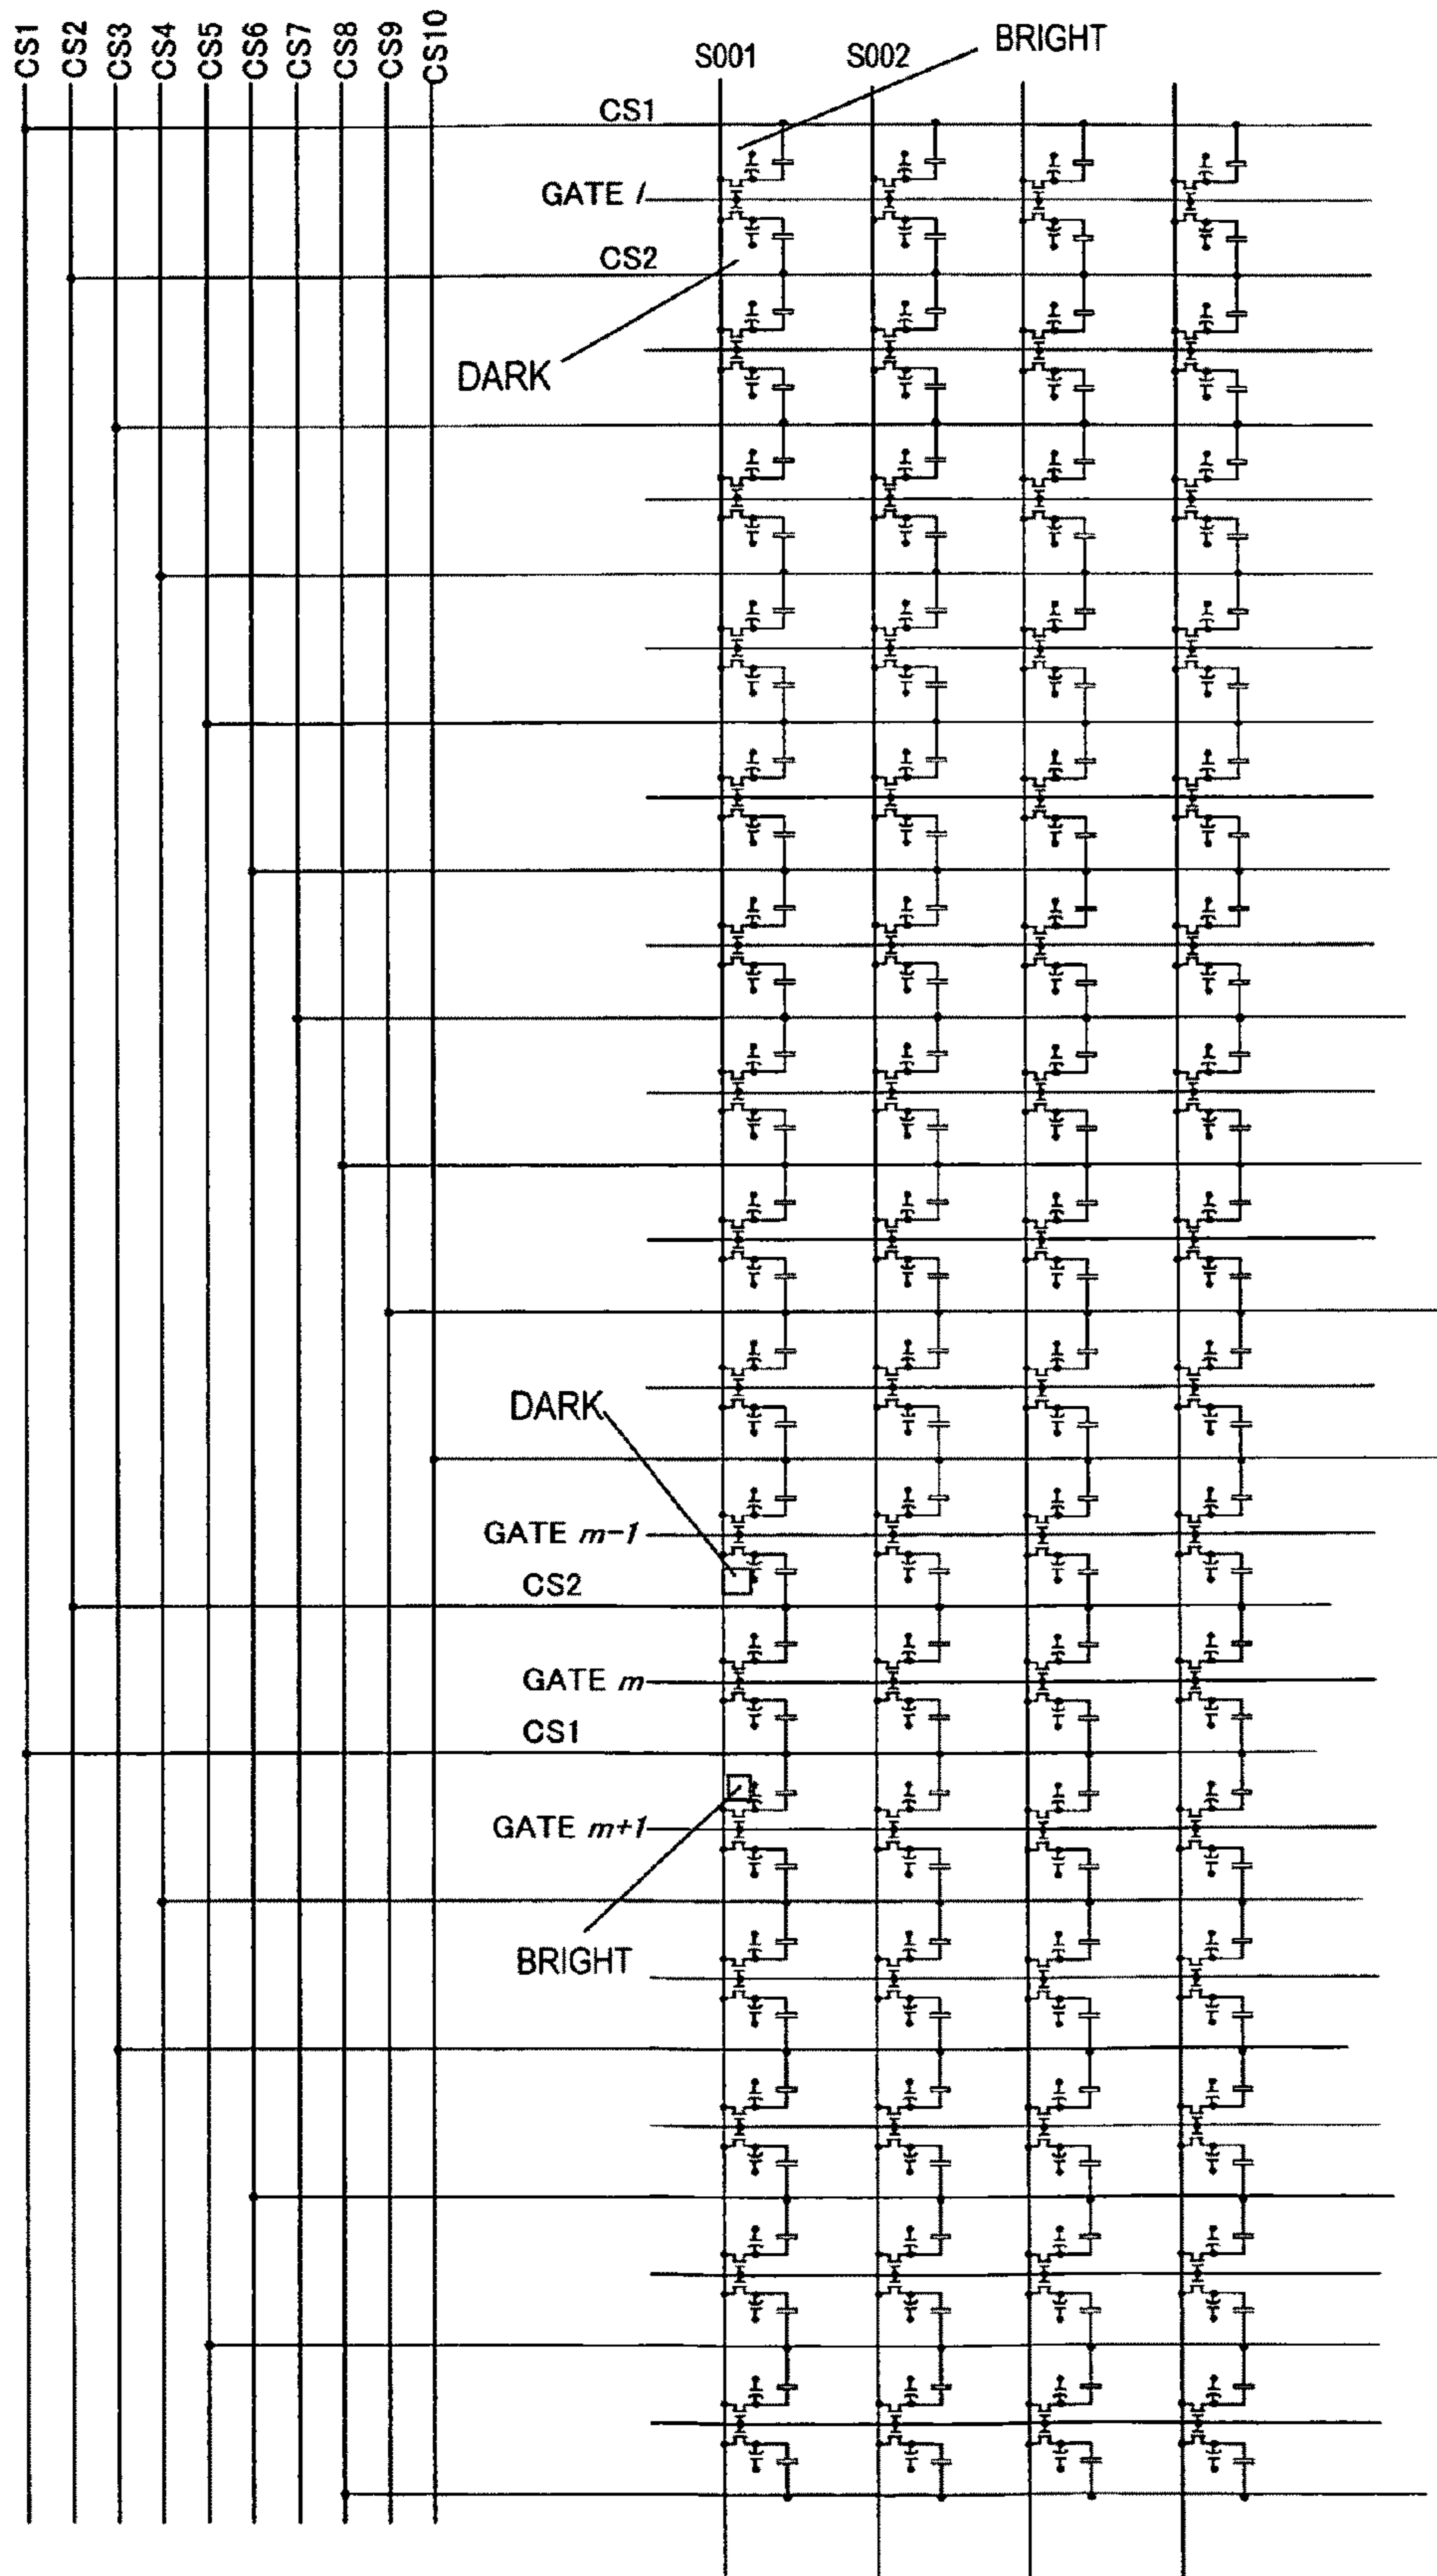 CS1
CS2
CS3
CS4
CS5
CS6
CS7
CS8
CS9
CS10
S001
S002
BRIGHT
CS1
GATE l
CS2
DARK
DARK
GATE m-1
CS2
GATE m
CS1
GATE m+1
BRIGHT